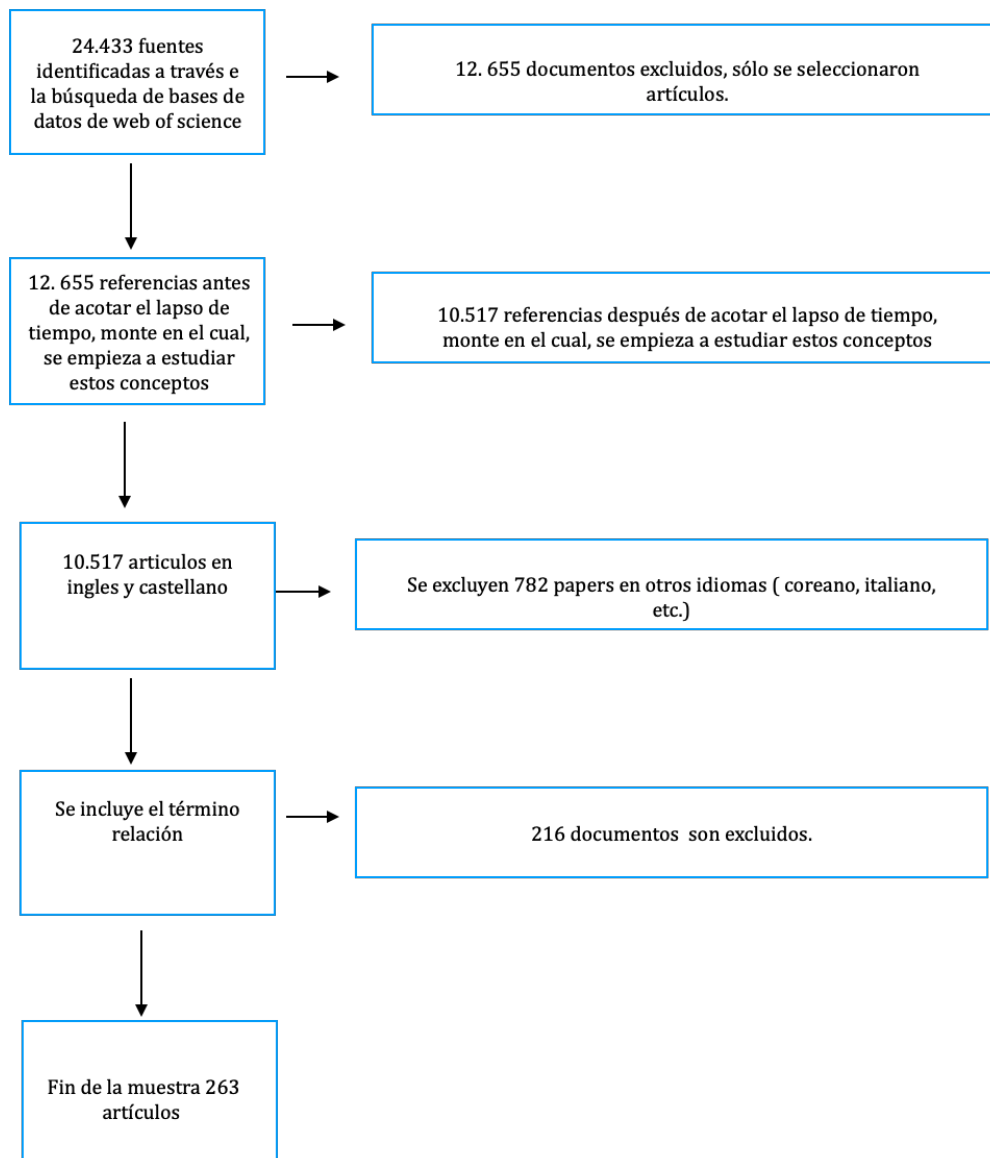 24.433 fuentes
identificadas a través e
la búsqueda de bases de
datos de web of science
12. 655 documentos excluidos, sólo se seleccionaron
artículos.
12. 655 referencias antes
de acotar el lapso de
tiempo, monte en el cual,
se empieza a estudiar
estos conceptos
10.517 referencias después de acotar el lapso de tiempo,
monte en el cual, se empieza a estudiar estos conceptos
10.517 articulos en
ingles y castellano
Se excluyen 782 papers en otros idiomas ( coreano, italiano,
etc.)
Se incluye el término
relación
216 documentos son excluidos.
Fin de la muestra 263
artículos